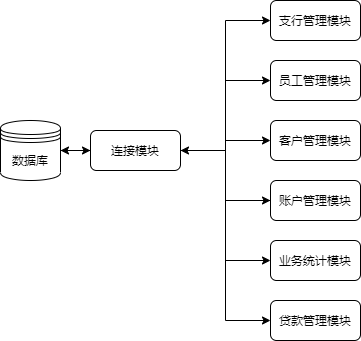 支行管理模块
员工管理模块
客户管理模块
数据库
连接模块
账户管理模块
业务统计模块
贷款管理模块